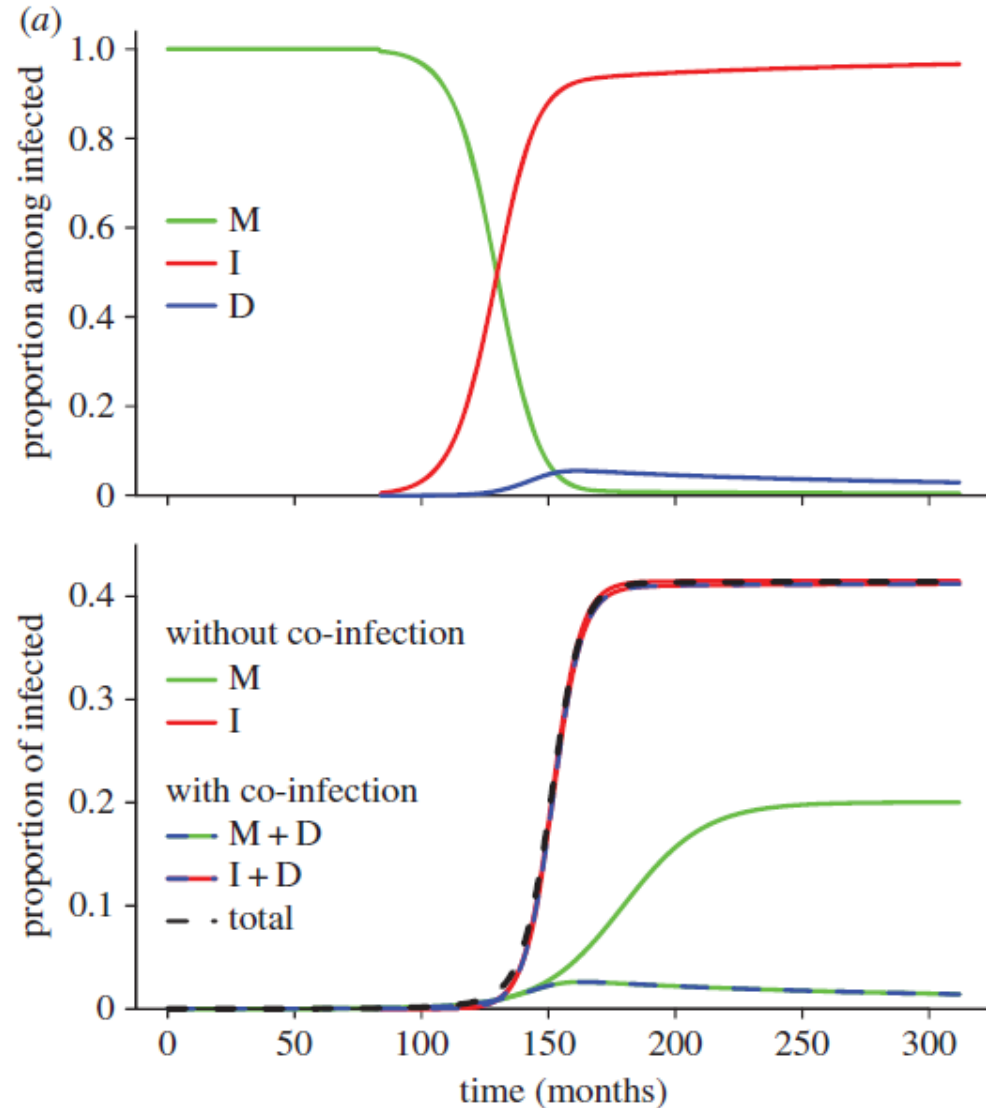 (a)
proportion among infected
1.0
0.8
0.6
0.4
0.2
0
M
I
D
proportion of infected
0.4
0.3
0.2
0.1
0
without co-infection
M
I
with co-infection
M + D
I + D
total
0 50 100 150 200 250 300
time (months)